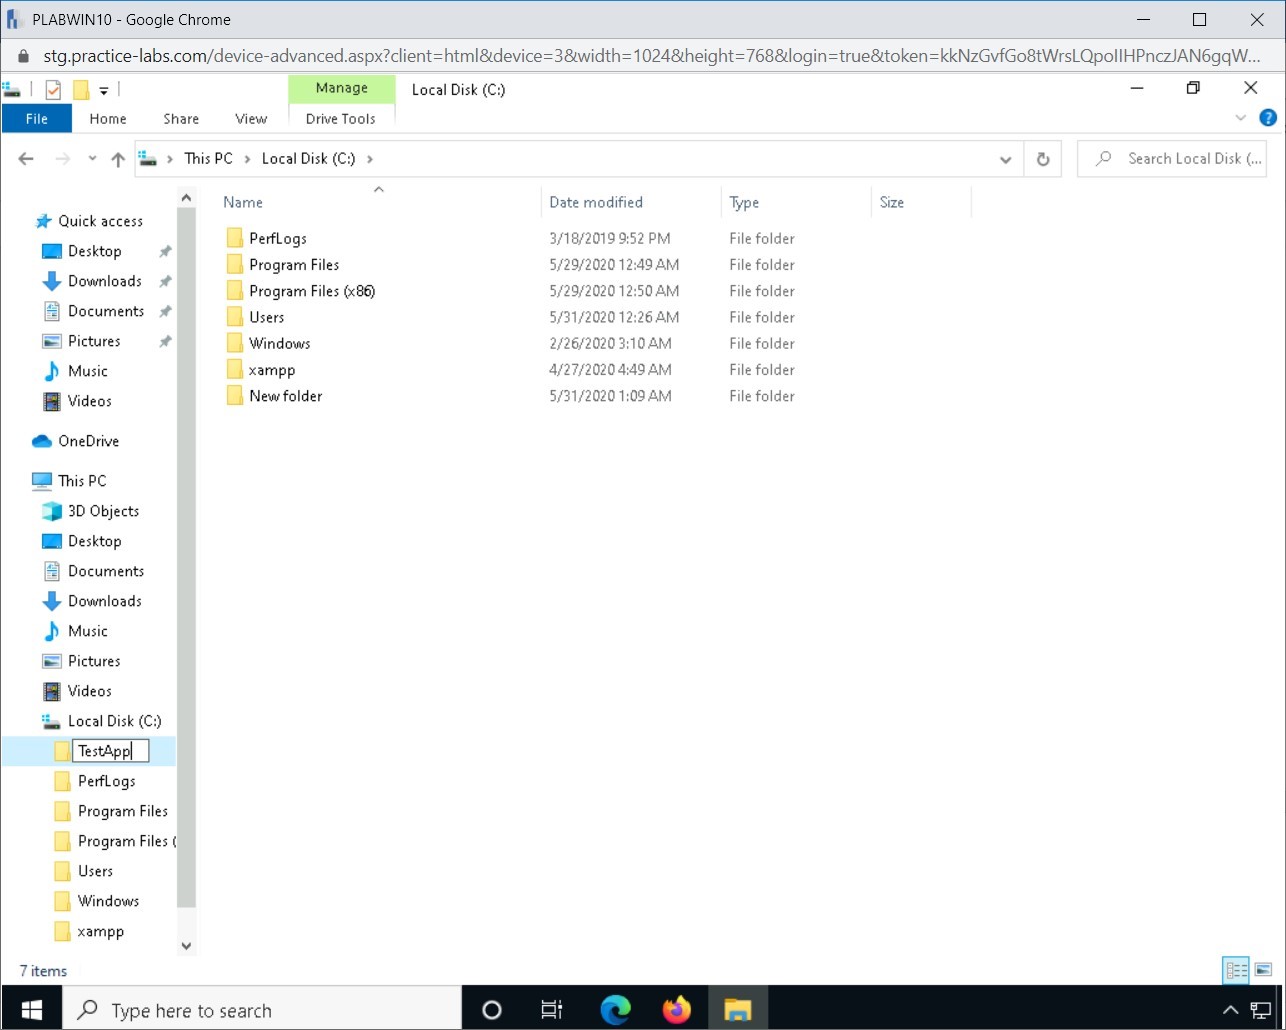 PLABWIN10 - Google Chrome
stg.practice-labs.com/device-advanced.aspx?client=html&device=3&width=1024&height=768&login=true&token=kkNzGvfGo8tWrsLQpoIIHPnczJAN6gqW...
Manage
Local Disk (C:)
File
Home
Share
View
Drive Tools
?
This PC
Local Disk (C:)
Search Local Disk (...
Name
Date modified
Type
Size
PerfLogs 3/18/2019 9:52 PM File folder
Program Files 5/29/2020 12:49 AM File folder
Program Files (x86) 5/29/2020 12:50 AM File folder
Users 5/31/2020 12:26 AM File folder
Windows 2/26/2020 3:10 AM File folder
xampp 4/27/2020 4:49 AM File folder
New folder 5/31/2020 1:09 AM File folder
Quick access
Desktop
Downloads
Documents
Pictures
Music
Videos
OneDrive
This PC
3D Objects
Desktop
Documents
Downloads
Music
Pictures
Videos
Local Disk (C:)
TestApp
PerfLogs
Program Files
Program Files (
Users
Windows
xampp
7 items
Type here to search